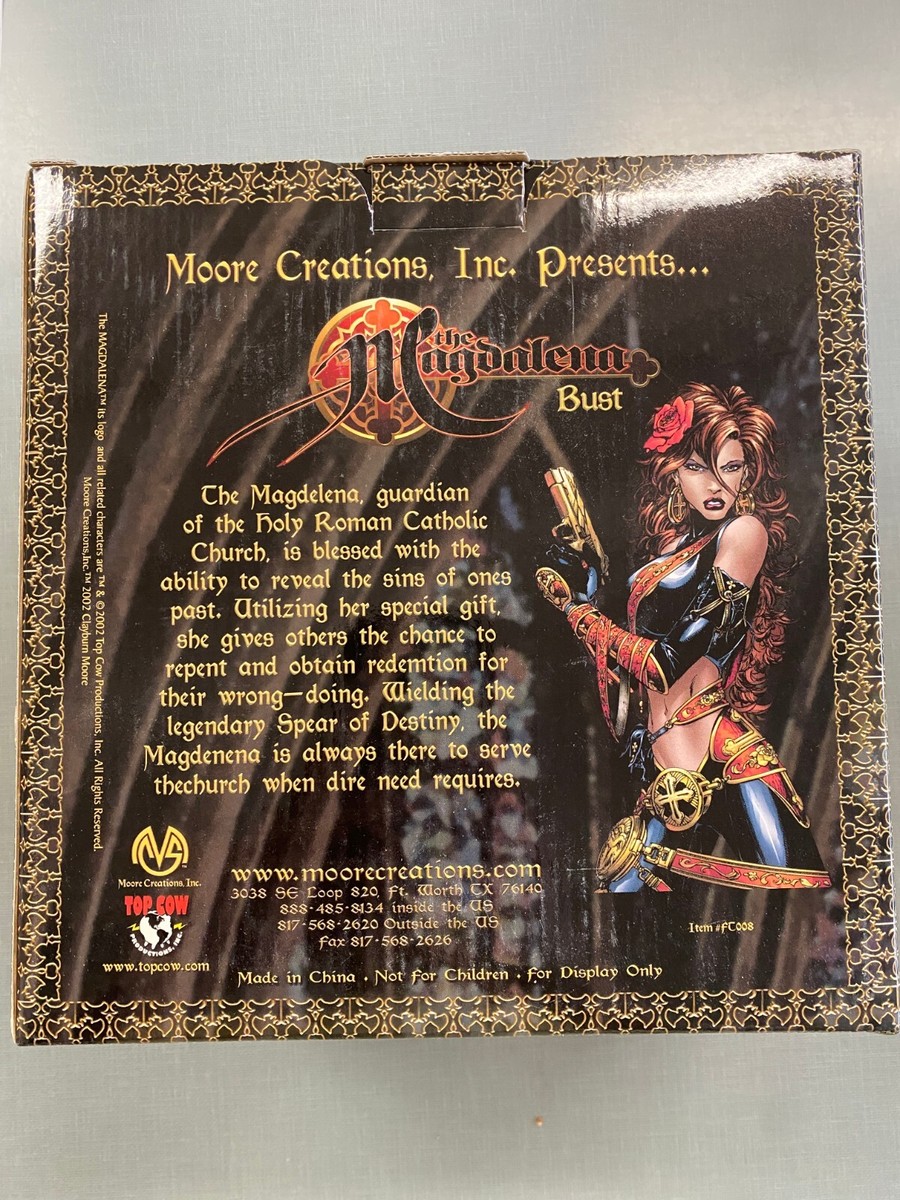 Moore Creations, Inc. Presents...
the
Magdalena
Bust
The Magdelena, guardian
of the Holy Roman Catholic
Church, is blessed with the
ability to reveal the sins of ones
past. Utilizing her special gift,
she gives others the chance to
repent and obtain redemtion for
their wrong-doing. Wielding the
legendary Spear of Destiny, the
Magdenena is always there to serve
thechurch when dire need requires.
The MAGDALENA™ its logo and all related characters are ™ & © 2002 Top Cow Productions, Inc. All Rights Reserved.
Moore Creations,Inc.™ 2002 Clayburn Moore
Moore Creations, Inc.
TOP COW
PRODUCTIONS, INC.
www.topcow.com
www.moorecreations.com
3038 SE Loop 820 Ft. Worth TX 76140
888-485-8134 inside the US
817-568-2620 Outside the US
Fax 817-568-2626
Item #FT008
Made in China . Not For Children . For Display Only